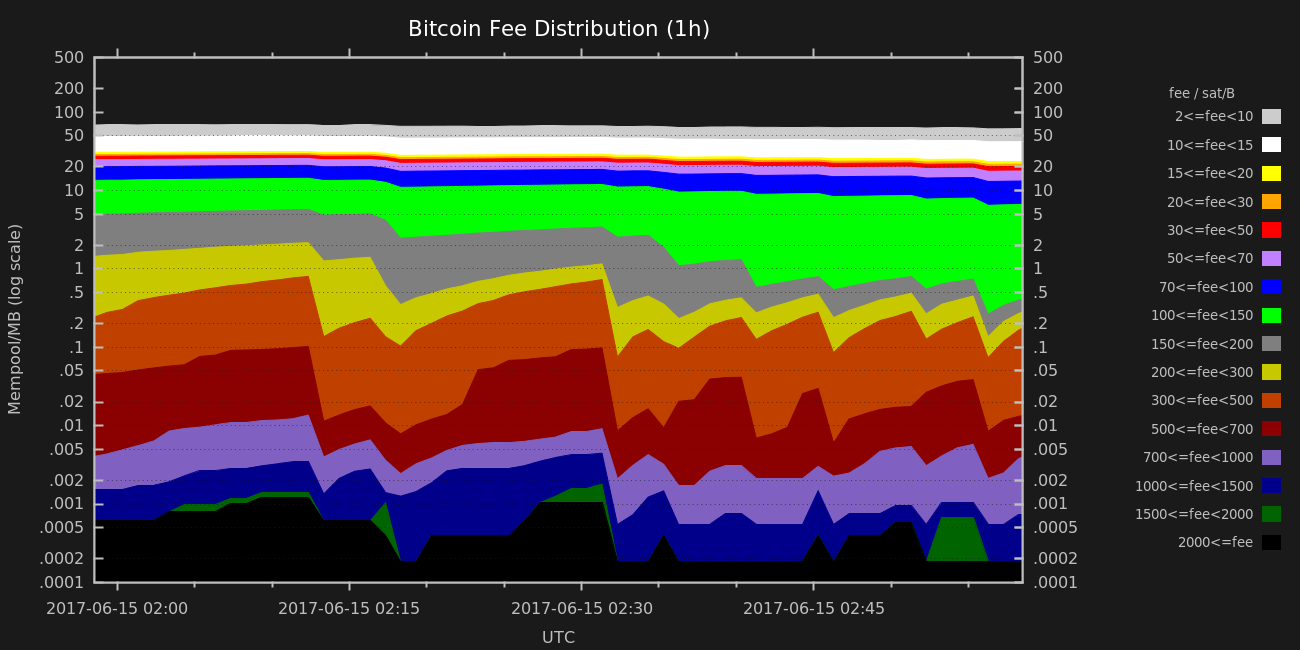 Bitcoin Fee Distribution (1h)
500 500
200 200
100 100
50 50
20 20
10 10
5 5
2 2
1 1
.5 .5
.2 .2
.1 .1
.05 .05
.02 .02
.01 .01
.005 .005
.002 .002
.001 .001
.0005 .0005
.0002 .0002
.0001 .0001
Mempool/MB (log scale)
2017-06-15 02:00 2017-06-15 02:15 2017-06-15 02:30 2017-06-15 02:45
UTC
fee / sat/B
2<=fee<10
10<=fee<15
15<=fee<20
20<=fee<30
30<=fee<50
50<=fee<70
70<=fee<100
100<=fee<150
150<=fee<200
200<=fee<300
300<=fee<500
500<=fee<700
700<=fee<1000
1000<=fee<1500
1500<=fee<2000
2000<=fee